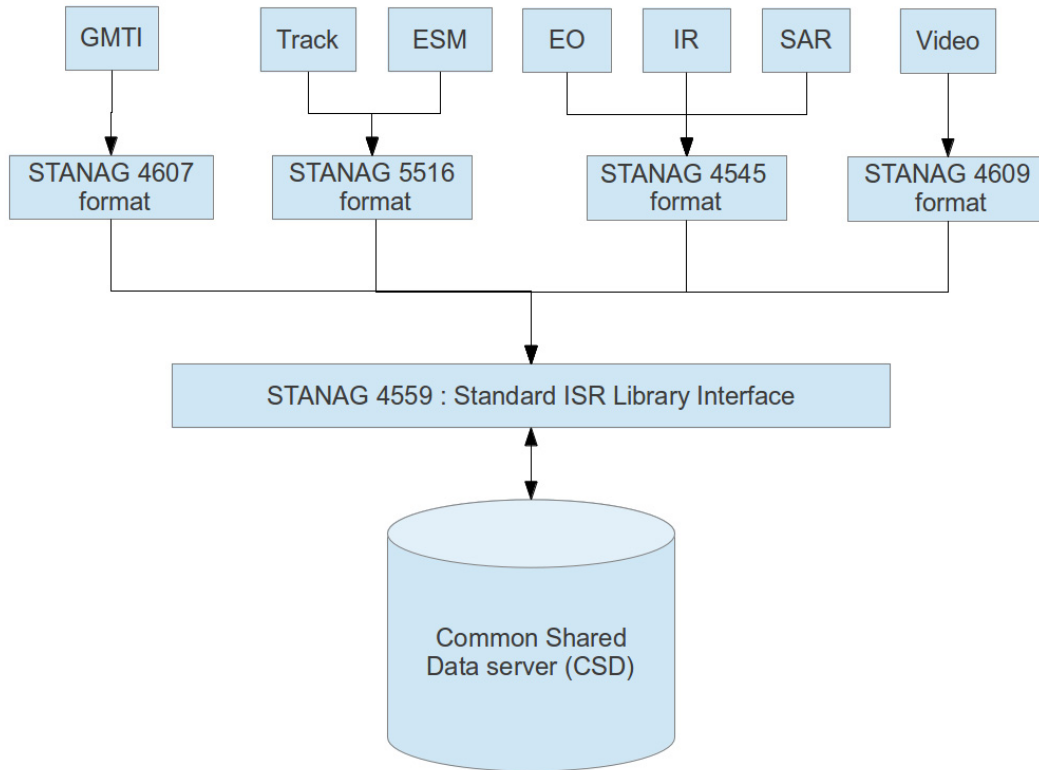 GMTI
Track
ESM
EO
IR
SAR
Video
STANAG 4607
format
STANAG 5516
format
STANAG 4545
format
STANAG 4609
format
STANAG 4559 : Standard ISR Library Interface
Common Shared
Data server (CSD)